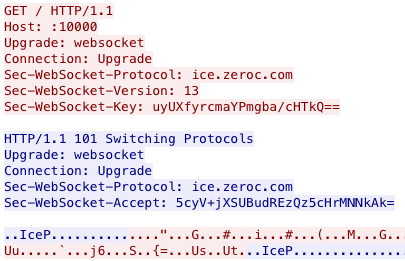 GET / HTTP/1.1
Host: :10000
Upgrade: websocket
Connection: Upgrade
Sec-WebSocket-Protocol: ice.zeroc.com
Sec-WebSocket-Version: 13
Sec-WebSocket-Key: uyUXfyrcmaYPmgba/cHTkQ==
HTTP/1.1 101 Switching Protocols
Upgrade: websocket
Connection: Upgrade
Sec-WebSocket-Protocol: ice.zeroc.com
Sec-WebSocket-Accept: 5cyV+jXSUBudREzQz5cHrMNNkAk=
..IceP..............."...G...#...i...#...(...M...G..
Uu.....`...j6...S..{=...Us..Ut...IceP..............